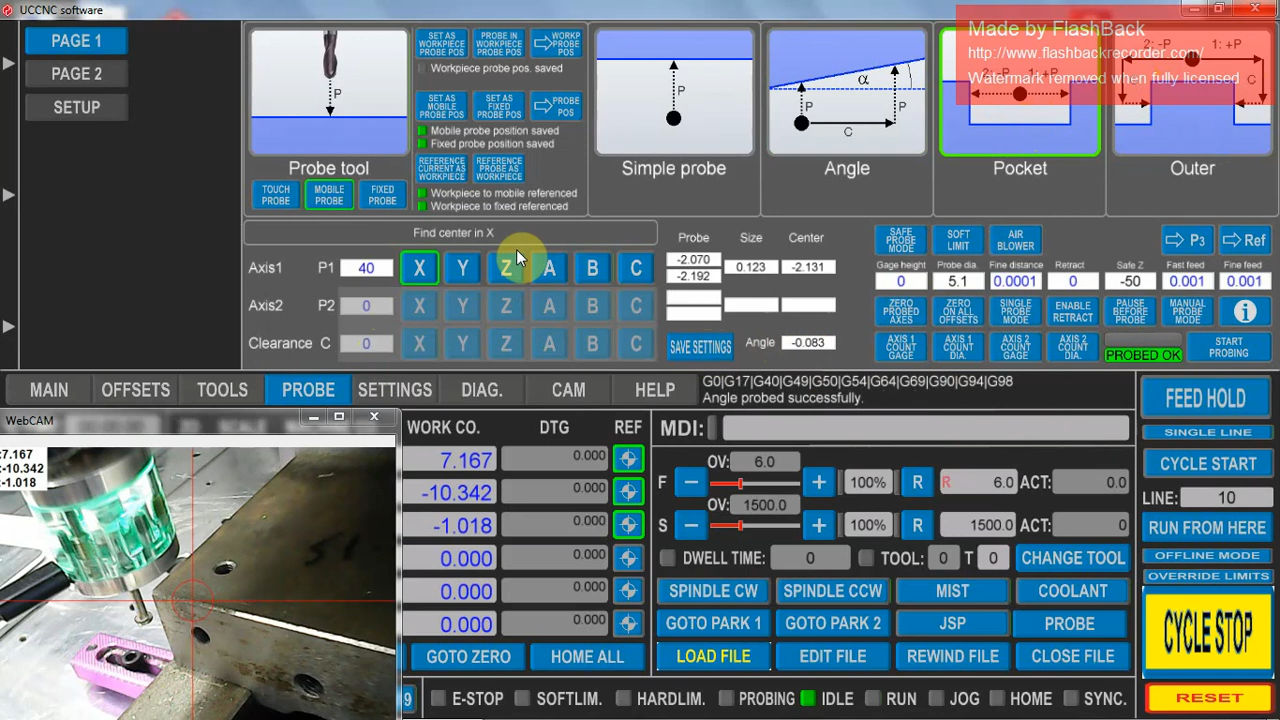 UCCNC software
Made by FlashBack
http://www.flashbackrecorder.com/
Watermark removed when fully licensed
PAGE 1
PAGE 2
SETUP
P
Probe tool
TOUCH PROBE
MOBILE PROBE
FIXED PROBE
SET AS WORKPIECE PROBE POS
PROBE IN WORKPIECE PROBE POS
WORKP PROBE POS
Workpiece probe pos. saved
SET AS MOBILE PROBE POS
SET AS FIXED PROBE POS
PROBE POS
Mobile probe position saved
Fixed probe position saved
REFERENCE CURRENT AS WORKPIECE
REFERENCE PROBE AS WORKPIECE
Workpiece to mobile referenced
Workpiece to fixed referenced
P
Simple probe
α
P
P
C
Angle
2: -P 1: +P
Pocket
2: -P 1: +P
C
Outer
Find center in X
Axis1 P1 40 X Y Z A B C
Axis2 P2 0 X Y Z A B C
Clearance C 0 X Y Z A B C
Probe Size Center
-2.070
-2.192
0.123
-2.131
SAVE SETTINGS
Angle -0.083
SAFE PROBE MODE
SOFT LIMIT
AIR BLOWER
P3
Ref
Gage height Probe dia. Fine distance Retract Safe Z Fast feed Fine feed
0 5.1 0.0001 0 -50 0.001 0.001
ZERO PROBED AXES
ZERO ON ALL OFFSETS
SINGLE PROBE MODE
ENABLE RETRACT
PAUSE BEFORE PROBE
MANUAL PROBE MODE
i
AXIS 1 COUNT GAGE
AXIS 1 COUNT DIA.
AXIS 2 COUNT GAGE
AXIS 2 COUNT DIA.
PROBED OK
START PROBING
MAIN OFFSETS TOOLS PROBE SETTINGS DIAG. CAM HELP
G0|G17|G40|G49|G50|G54|G64|G69|G90|G94|G98
Angle probed successfully.
WebCAM
:7.167
:-10.342
:-1.018
WORK CO. DTG REF
7.167 0.000
-10.342 0.000
-1.018 0.000
0.000 0.000
0.000 0.000
0.000 0.000
GOTO ZERO
HOME ALL
MDI:
OV: 6.0
F 100% R R 6.0 ACT: 0.0
OV: 1500.0
S 100% R 1500.0 ACT: 0
DWELL TIME: 0 TOOL: 0 T 0 CHANGE TOOL
SPINDLE CW SPINDLE CCW MIST COOLANT
GOTO PARK 1 GOTO PARK 2 JSP PROBE
LOAD FILE EDIT FILE REWIND FILE CLOSE FILE
9 E-STOP SOFTLIM. HARDLIM. PROBING IDLE RUN JOG HOME SYNC.
FEED HOLD
SINGLE LINE
CYCLE START
LINE: 10
RUN FROM HERE
OFFLINE MODE
OVERRIDE LIMITS
CYCLE STOP
RESET